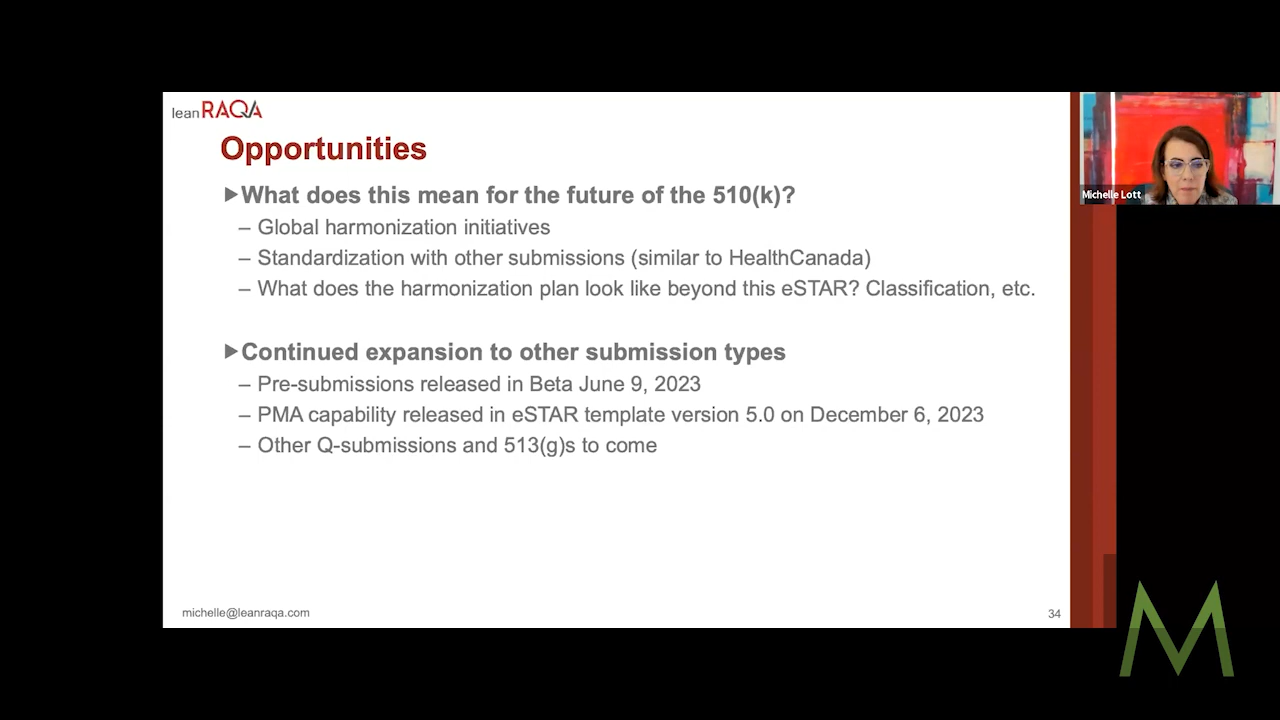 lean RAQA
Opportunities
What does this mean for the future of the 510(k)?
– Global harmonization initiatives
– Standardization with other submissions (similar to HealthCanada)
– What does the harmonization plan look like beyond this eSTAR? Classification, etc.
Continued expansion to other submission types
– Pre-submissions released in Beta June 9, 2023
– PMA capability released in eSTAR template version 5.0 on December 6, 2023
– Other Q-submissions and 513(g)s to come
michelle@leanraqa.com
34
Michelle Lott
M